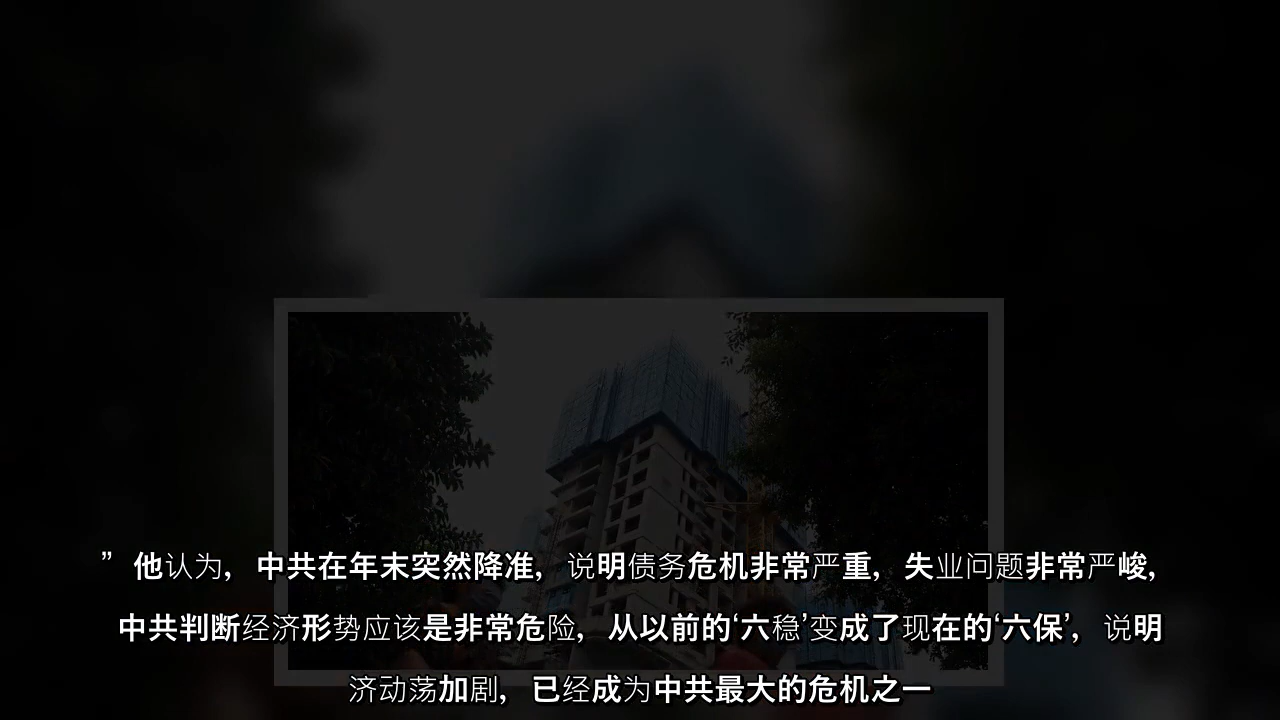 ”他认为，中共在年末突然降准，说明债务危机非常严重，失业问题非常严峻，
中共判断经济形势应该是非常危险，从以前的‘六稳’变成了现在的‘六保’，说明
济动荡加剧，已经成为中共最大的危机之一